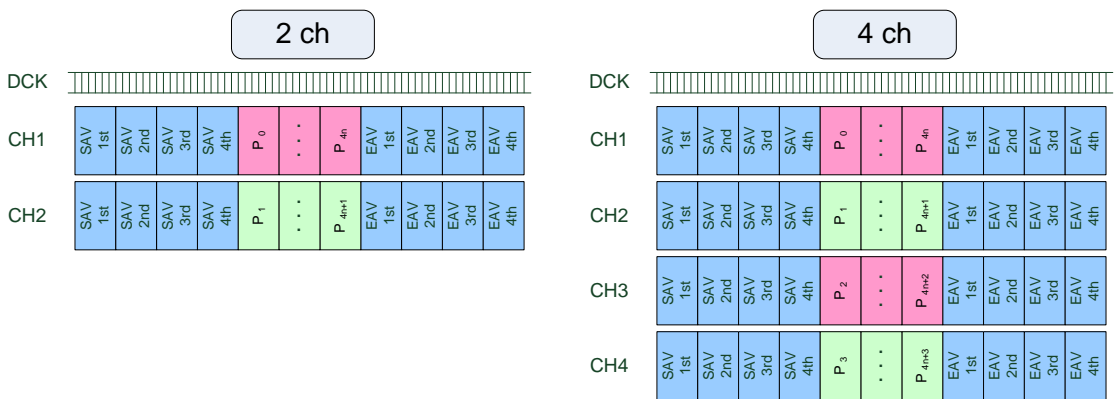 2 ch
DCK
CH1 SAV 1st SAV 2nd SAV 3rd SAV 4th P 0 . . . P 4n EAV 1st EAV 2nd EAV 3rd EAV 4th
CH2 SAV 1st SAV 2nd SAV 3rd SAV 4th P 1 . . . P 4n+1 EAV 1st EAV 2nd EAV 3rd EAV 4th
4 ch
DCK
CH1 SAV 1st SAV 2nd SAV 3rd SAV 4th P 0 . . . P 4n EAV 1st EAV 2nd EAV 3rd EAV 4th
CH2 SAV 1st SAV 2nd SAV 3rd SAV 4th P 1 . . . P 4n+1 EAV 1st EAV 2nd EAV 3rd EAV 4th
CH3 SAV 1st SAV 2nd SAV 3rd SAV 4th P 2 . . . P 4n+2 EAV 1st EAV 2nd EAV 3rd EAV 4th
CH4 SAV 1st SAV 2nd SAV 3rd SAV 4th P 3 . . . P 4n+3 EAV 1st EAV 2nd EAV 3rd EAV 4th